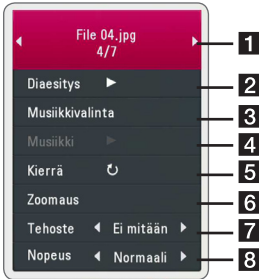 File 04.jpg
4/7
1
Diaesitys
2
Musiikkivalinta
3
Musiikki
4
Kierrä
5
Zoomaus
6
Tehoste Ei mitään
7
Nopeus Normaali
8